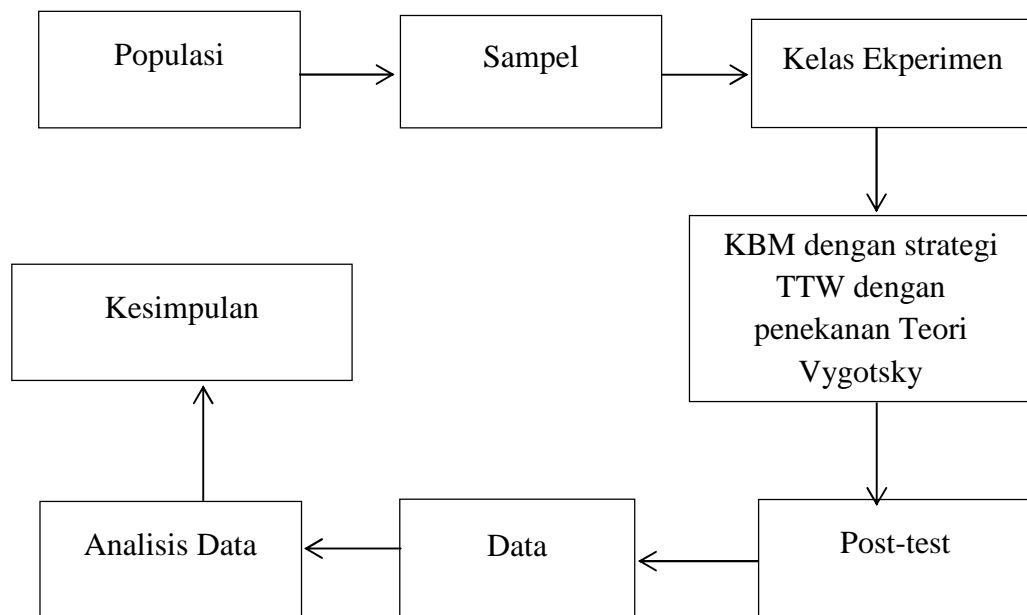 Populasi
Sampel
Kelas Ekperimen
KBM dengan strategi
TTW dengan
penekanan Teori
Vygotsky
Post-test
Data
Analisis Data
Kesimpulan